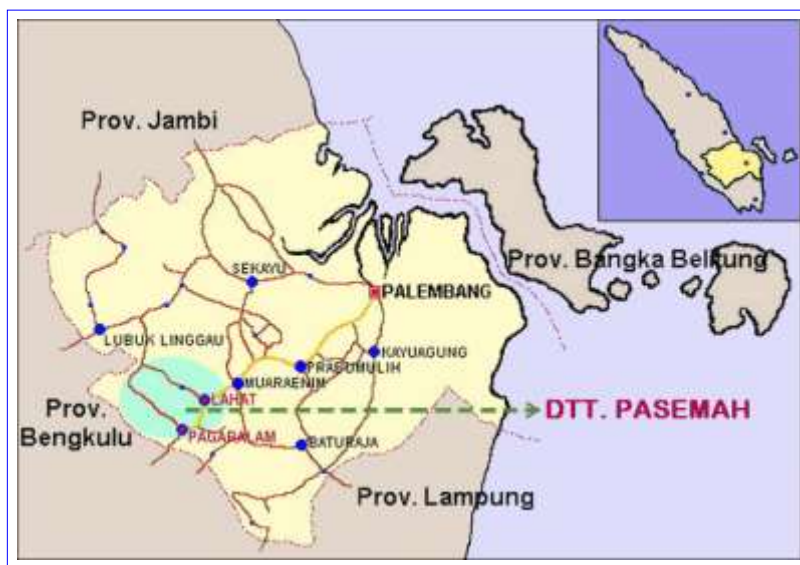 Prov. Jambi
Prov. Bangka Belitung
SEKAYU
PALEMBANG
LUBUK LINGGAU
KAYUAGUNG
PRABUMULIH
MUARAENIM
LAHAT
DTT. PASEMAH
Prov.
Bengkulu
PAGARALAM
BATURAJA
Prov. Lampung